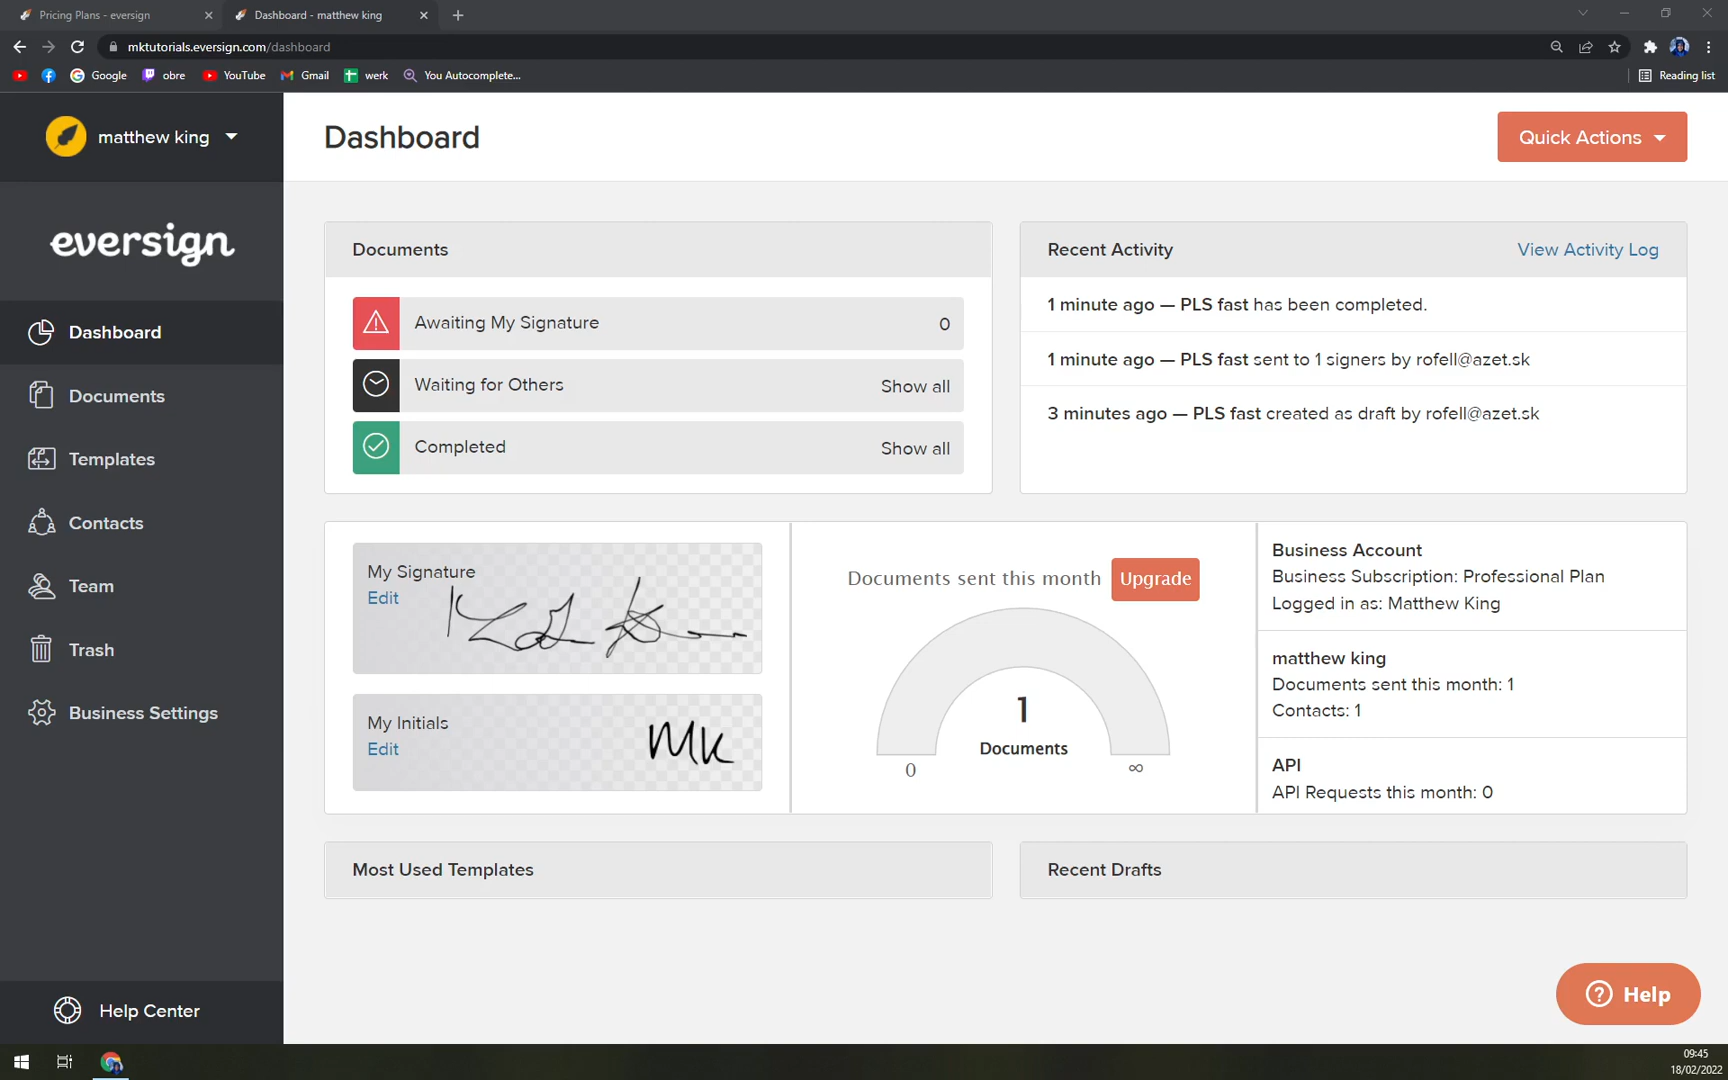 Pricing Plans - eversign
Dashboard - matthew king
mktutorials.eversign.com/dashboard
Google
obre
YouTube
Gmail
werk
You Autocomplete...
Reading list
matthew king
Dashboard
Quick Actions
eversign
Dashboard
Documents
Templates
Contacts
Team
Trash
Business Settings
Help Center
Documents
Awaiting My Signature 0
Waiting for Others Show all
Completed Show all
Recent Activity View Activity Log
1 minute ago — PLS fast has been completed.
1 minute ago — PLS fast sent to 1 signers by rofell@azet.sk
3 minutes ago — PLS fast created as draft by rofell@azet.sk
My Signature
Edit
My Initials
Edit
MK
Documents sent this month Upgrade
1
Documents
0 ∞
Business Account
Business Subscription: Professional Plan
Logged in as: Matthew King
matthew king
Documents sent this month: 1
Contacts: 1
API
API Requests this month: 0
Most Used Templates
Recent Drafts
Help
09:45
18/02/2022